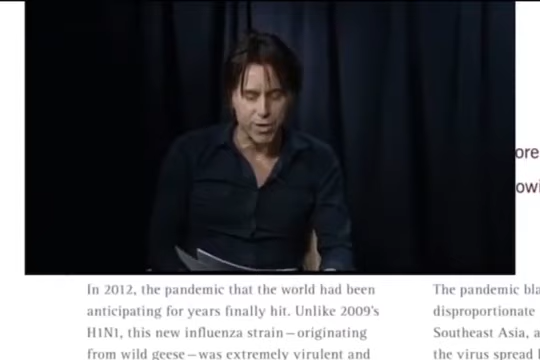 ore
owi
In 2012, the pandemic that the world had been
anticipating for years finally hit. Unlike 2009's
H1N1, this new influenza strain — originating
from wild geese — was extremely virulent and
The pandemic bla
disproportionate
Southeast Asia, a
the virus spread l